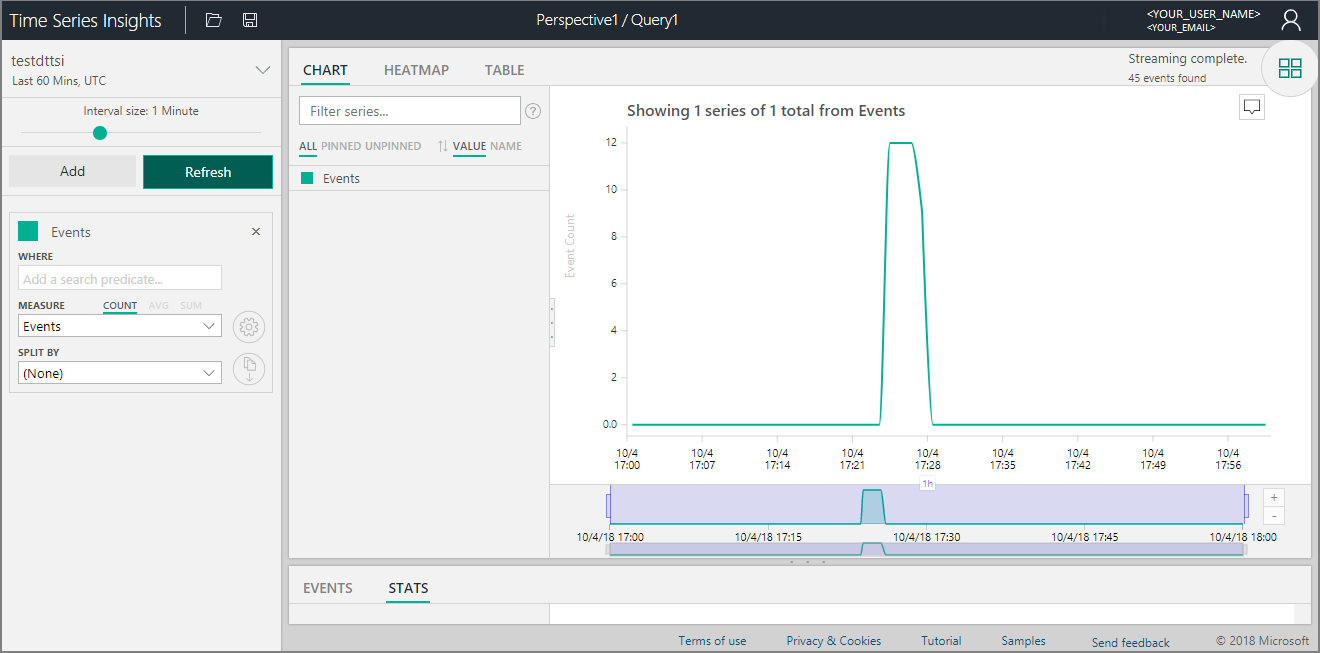 Time Series Insights
Perspective1 / Query1
<YOUR_USER_NAME>
<YOUR_EMAIL>
testdttsi
Last 60 Mins, UTC
Interval size: 1 Minute
Add
Refresh
Events
×
WHERE
Add a search predicate...
MEASURE COUNT AVG SUM
Events
SPLIT BY
(None)
CHART HEATMAP TABLE
Streaming complete.
45 events found
Filter series...
?
ALL PINNED UNPINNED VALUE NAME
Events
Showing 1 series of 1 total from Events
Event Count
12
10
8
6
4
2
0.0
10/4 10/4 10/4 10/4 10/4 10/4 10/4 10/4 10/4
17:00 17:07 17:14 17:21 17:28 17:35 17:42 17:49 17:56
1h
+
-
10/4/18 17:00 10/4/18 17:15 10/4/18 17:30 10/4/18 17:45 10/4/18 18:00
EVENTS STATS
Terms of use Privacy & Cookies Tutorial Samples Send feedback © 2018 Microsoft